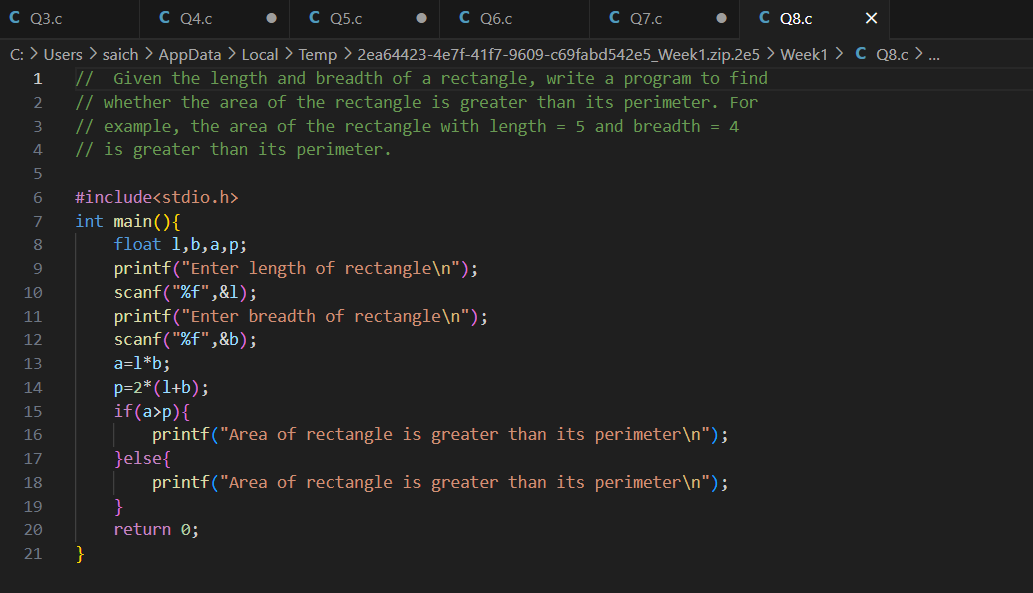 C Q3.c C Q4.c ● C Q5.c ● C Q6.c C Q7.c ● C Q8.c ×
C: > Users > saich > AppData > Local > Temp > 2ea64423-4e7f-41f7-9609-c69fabd542e5_Week1.zip.2e5 > Week1 > C Q8.c > ...
1 //  Given the length and breadth of a rectangle, write a program to find
2 // whether the area of the rectangle is greater than its perimeter. For
3 // example, the area of the rectangle with length = 5 and breadth = 4
4 // is greater than its perimeter.
5
6 #include<stdio.h>
7 int main(){
8     float l,b,a,p;
9     printf("Enter length of rectangle\n");
10     scanf("%f",&l);
11     printf("Enter breadth of rectangle\n");
12     scanf("%f",&b);
13     a=l*b;
14     p=2*(l+b);
15     if(a>p){
16         printf("Area of rectangle is greater than its perimeter\n");
17     }else{
18         printf("Area of rectangle is greater than its perimeter\n");
19     }
20     return 0;
21 }